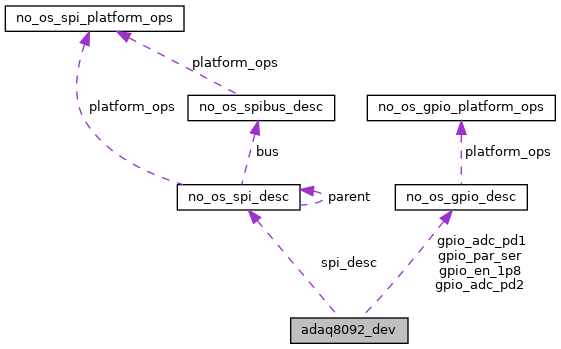 no_os_spi_platform_ops
platform_ops
platform_ops
no_os_spibus_desc
no_os_gpio_platform_ops
bus
platform_ops
no_os_spi_desc
parent
no_os_gpio_desc
spi_desc
gpio_adc_pd1
gpio_par_ser
gpio_en_1p8
gpio_adc_pd2
adaq8092_dev